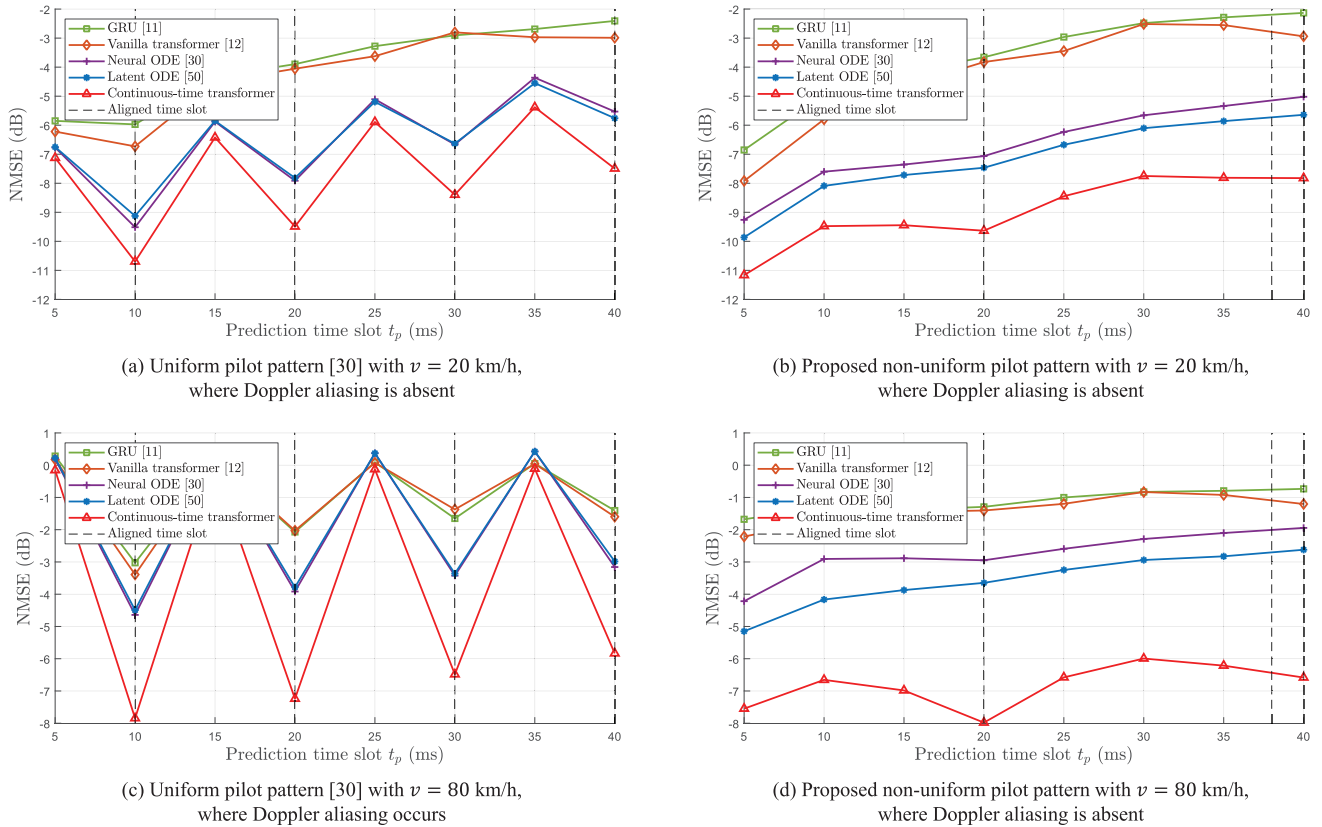 -2
-3
-4
-5
-6
-7
-8
-9
-10
-11
-12
NMSE (dB)
GRU [11]
Vanilla transformer [12]
Neural ODE [30]
Latent ODE [50]
Continuous-time transformer
Aligned time slot
5 10 15 20 25 30 35 40
Prediction time slot tₚ (ms)
(a) Uniform pilot pattern [30] with v = 20 km/h,
where Doppler aliasing is absent
-2
-3
-4
-5
-6
-7
-8
-9
-10
-11
-12
NMSE (dB)
GRU [11]
Vanilla transformer [12]
Neural ODE [30]
Latent ODE [50]
Continuous-time transformer
Aligned time slot
5 10 15 20 25 30 35 40
Prediction time slot tₚ (ms)
(b) Proposed non-uniform pilot pattern with v = 20 km/h,
where Doppler aliasing is absent
1
0
-1
-2
-3
-4
-5
-6
-7
-8
NMSE (dB)
GRU [11]
Vanilla transformer [12]
Neural ODE [30]
Latent ODE [50]
Continuous-time transformer
Aligned time slot
5 10 15 20 25 30 35 40
Prediction time slot tₚ (ms)
(c) Uniform pilot pattern [30] with v = 80 km/h,
where Doppler aliasing occurs
1
0
-1
-2
-3
-4
-5
-6
-7
-8
NMSE (dB)
GRU [11]
Vanilla transformer [12]
Neural ODE [30]
Latent ODE [50]
Continuous-time transformer
Aligned time slot
5 10 15 20 25 30 35 40
Prediction time slot tₚ (ms)
(d) Proposed non-uniform pilot pattern with v = 80 km/h,
where Doppler aliasing is absent